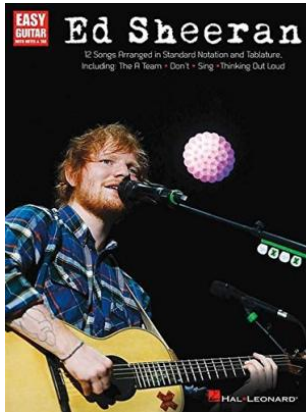 EASY
GUITAR
WITH NOTES & TAB
Ed Sheeran
12 Songs Arranged in Standard Notation and Tablature,
Including: The A Team • Don't • Sing • Thinking Out Loud
HAL•LEONARD®